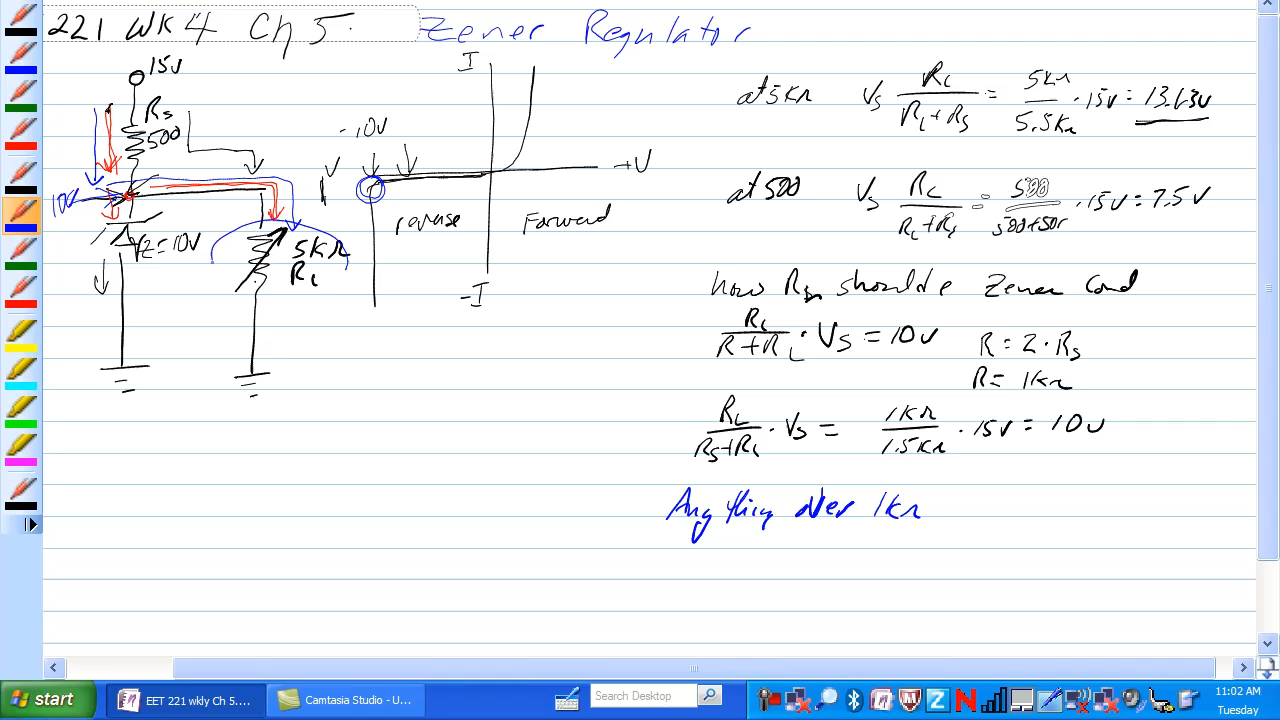 221 WK 4 Ch 5. Zener Regulator
15V
Rs
500
10V
Vz=10V
5KΩ
RL
I
-10V
V
+V
reverse
Forward
-I
at 5KΩ Vs RL/(RL+Rs) = 5KΩ/5.5KΩ · 15V = 13.63V
at 500 Vs RL/(RL+Rs) = 500/(500+500) · 15V = 7.5V
how should Zener Cond
RL/(R+RL) · Vs = 10V R = 2 · Rs
R = 1KΩ
RL/(Rs+RL) · Vs = 1KΩ/1.5KΩ · 15V = 10V
Anything over 1KΩ
start
EET 221 wkly Ch 5....
Camtasia Studio - U...
Search Desktop
11:02 AM
Tuesday